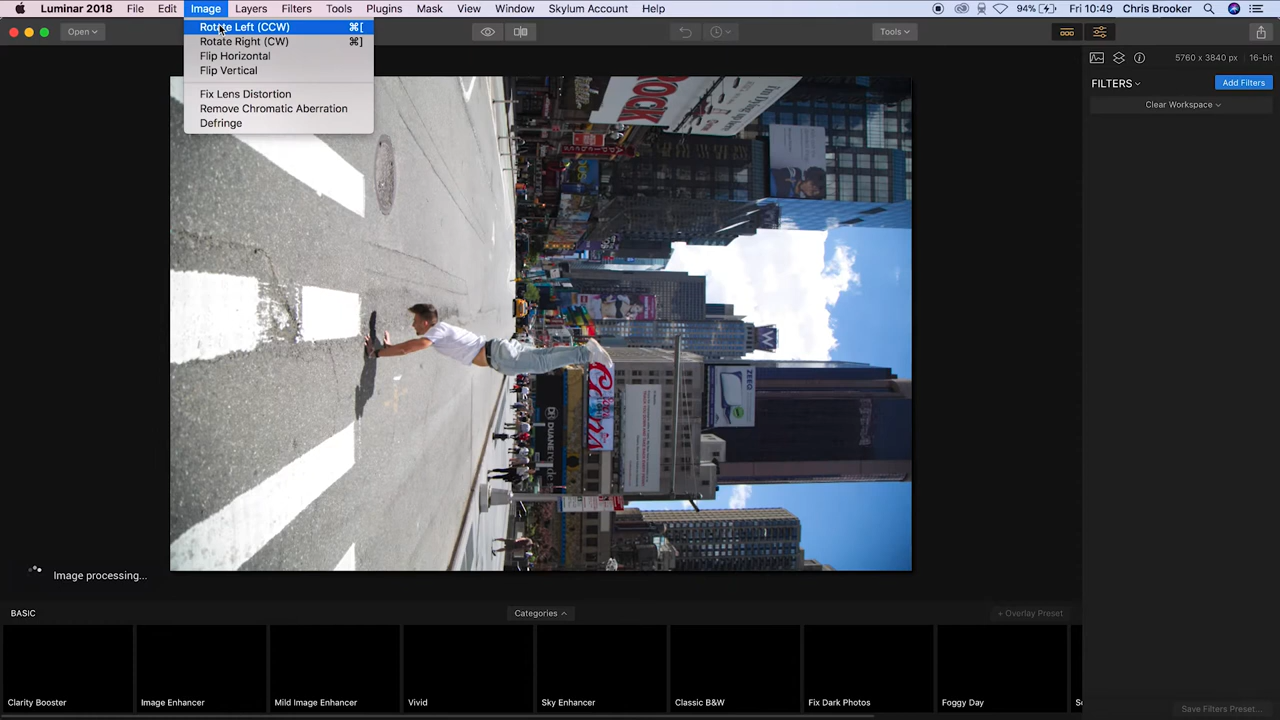 Luminar 2018 File Edit Image Layers Filters Tools Plugins Mask View Window Skylum Account Help 94% Fri 10:49 Chris Brooker
Open Tools
Rotate Left (CCW) ⌘[
Rotate Right (CW) ⌘]
Flip Horizontal
Flip Vertical
Fix Lens Distortion
Remove Chromatic Aberration
Defringe
5760 x 3840 px 16-bit
FILTERS Add Filters
Clear Workspace
ROCK
W
ZEEQ
DUANE
Image processing...
BASIC Categories + Overlay Preset
Clarity Booster Image Enhancer Mild Image Enhancer Vivid Sky Enhancer Classic B&W Fix Dark Photos Foggy Day
Save Filters Preset...